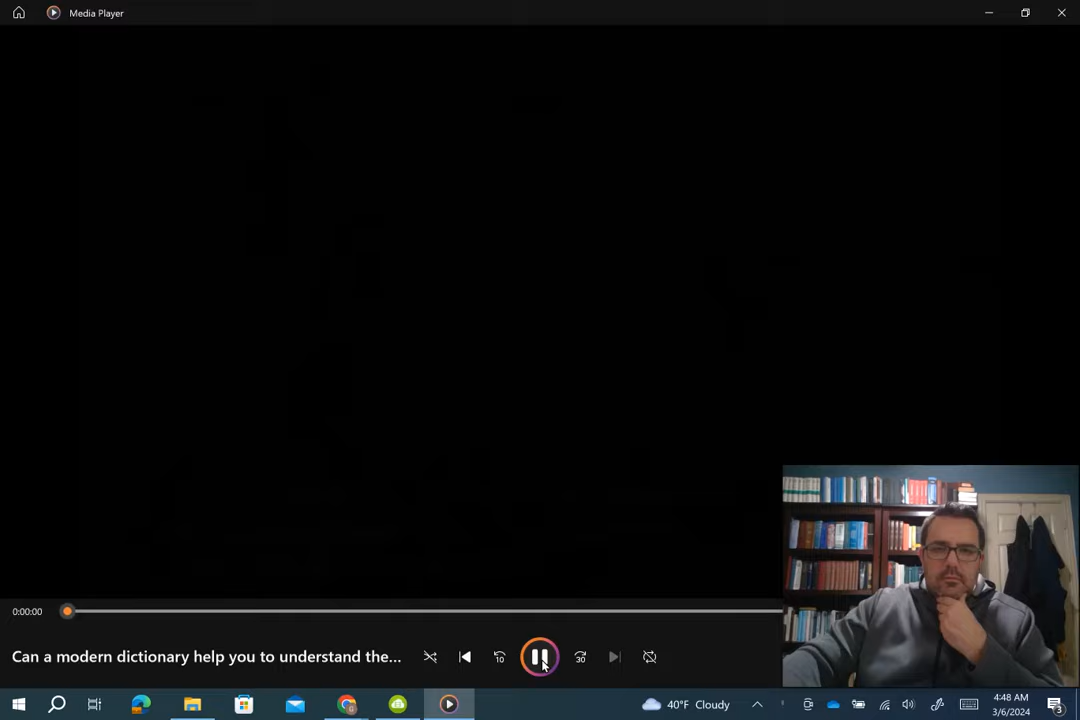 Media Player
0:00:00
Can a modern dictionary help you to understand the...
10
30
40°F Cloudy
4:48 AM
3/6/2024
3